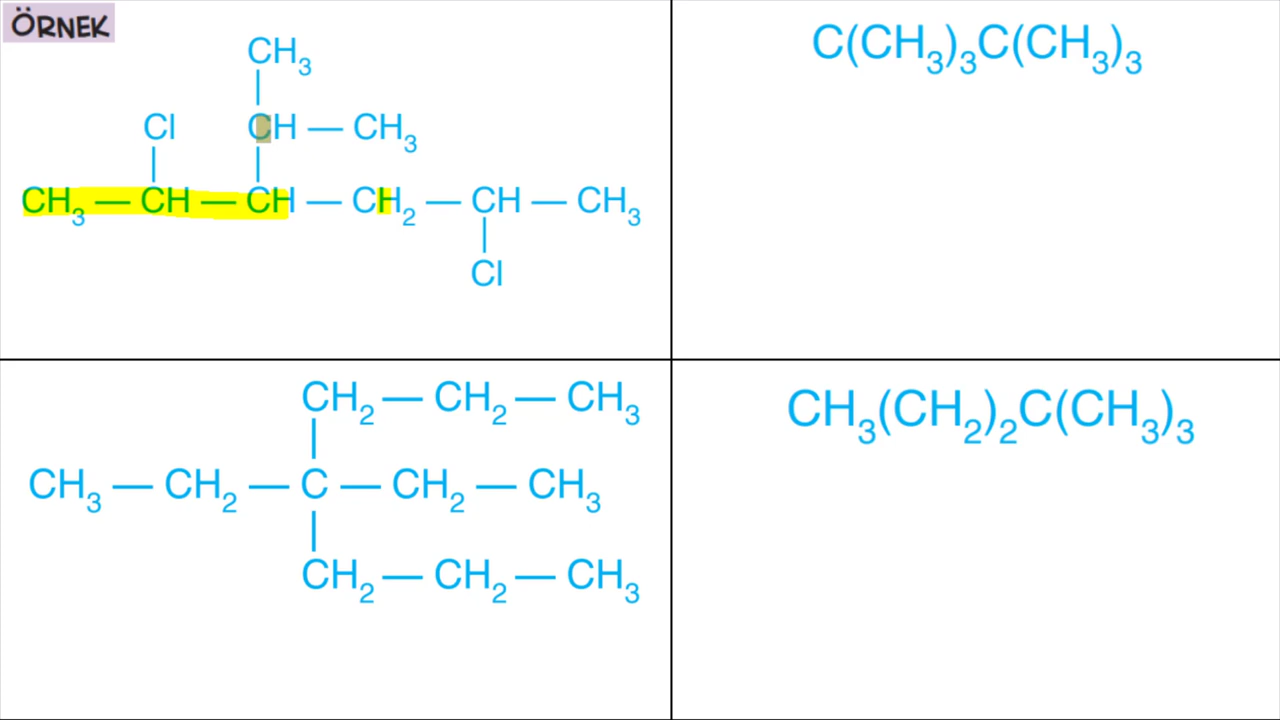 ÖRNEK
CH₃
Cl CH — CH₃
CH₃ — CH — CH — CH₂ — CH — CH₃
Cl
C(CH₃)₃C(CH₃)₃
CH₂ — CH₂ — CH₃
CH₃ — CH₂ — C — CH₂ — CH₃
CH₂ — CH₂ — CH₃
CH₃(CH₂)₂C(CH₃)₃